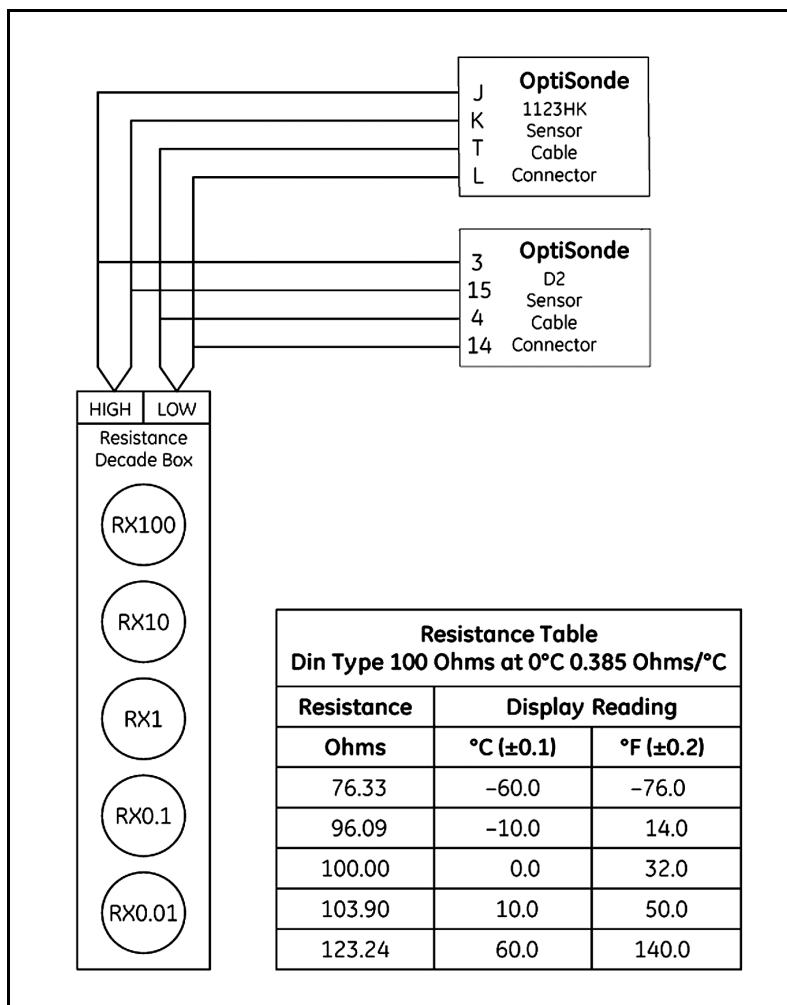 J
K
T
L
OptiSonde
1123HK
Sensor
Cable
Connector
3
15
4
14
OptiSonde
D2
Sensor
Cable
Connector
HIGH LOW
Resistance
Decade Box
RX100
RX10
RX1
RX0.1
RX0.01
Resistance Table
Din Type 100 Ohms at 0°C 0.385 Ohms/°C
Resistance Display Reading
Ohms °C (±0.1) °F (±0.2)
76.33 –60.0 –76.0
96.09 –10.0 14.0
100.00 0.0 32.0
103.90 10.0 50.0
123.24 60.0 140.0